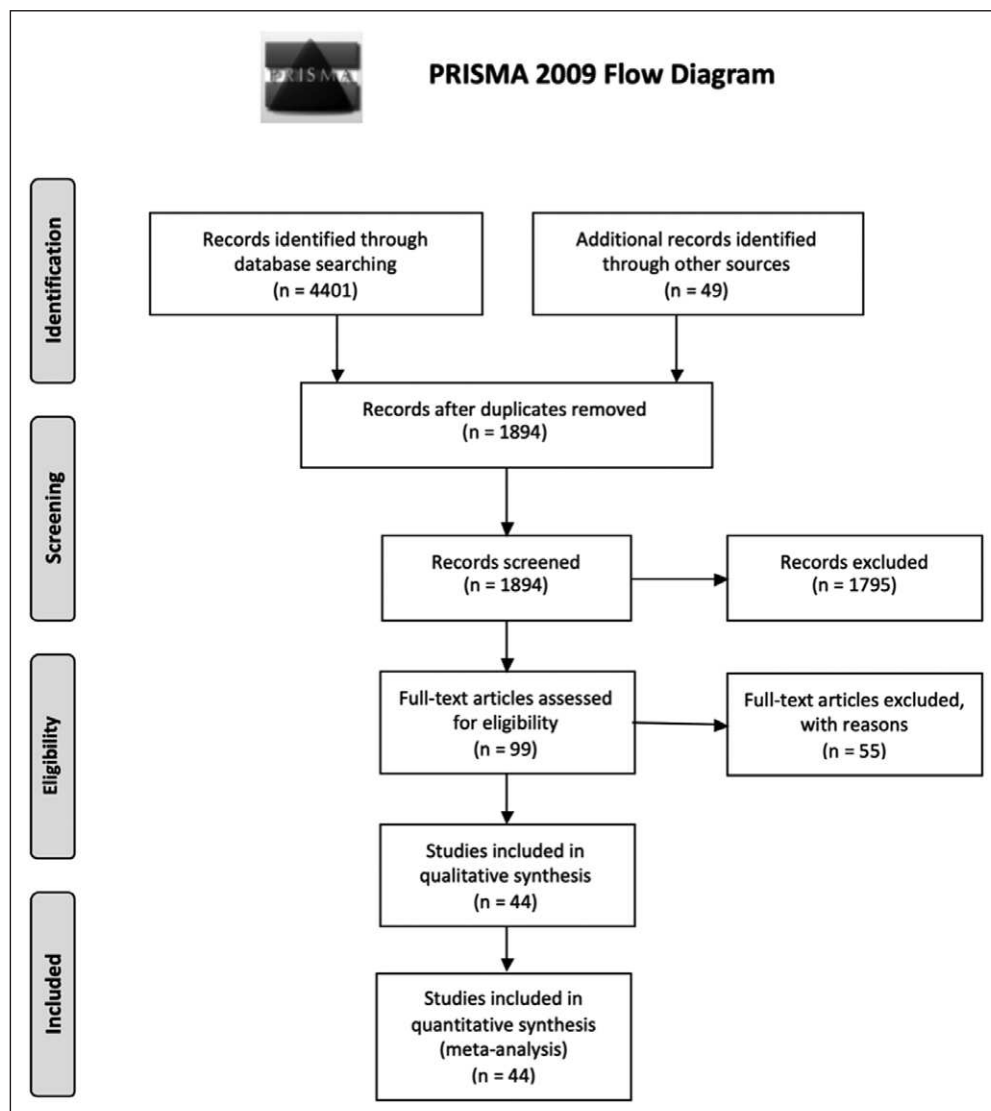 PRISMA
PRISMA 2009 Flow Diagram
Identification
Records identified through
database searching
(n = 4401)
Additional records identified
through other sources
(n = 49)
Records after duplicates removed
(n = 1894)
Screening
Records screened
(n = 1894)
Records excluded
(n = 1795)
Eligibility
Full-text articles assessed
for eligibility
(n = 99)
Full-text articles excluded,
with reasons
(n = 55)
Studies included in
qualitative synthesis
(n = 44)
Included
Studies included in
quantitative synthesis
(meta-analysis)
(n = 44)